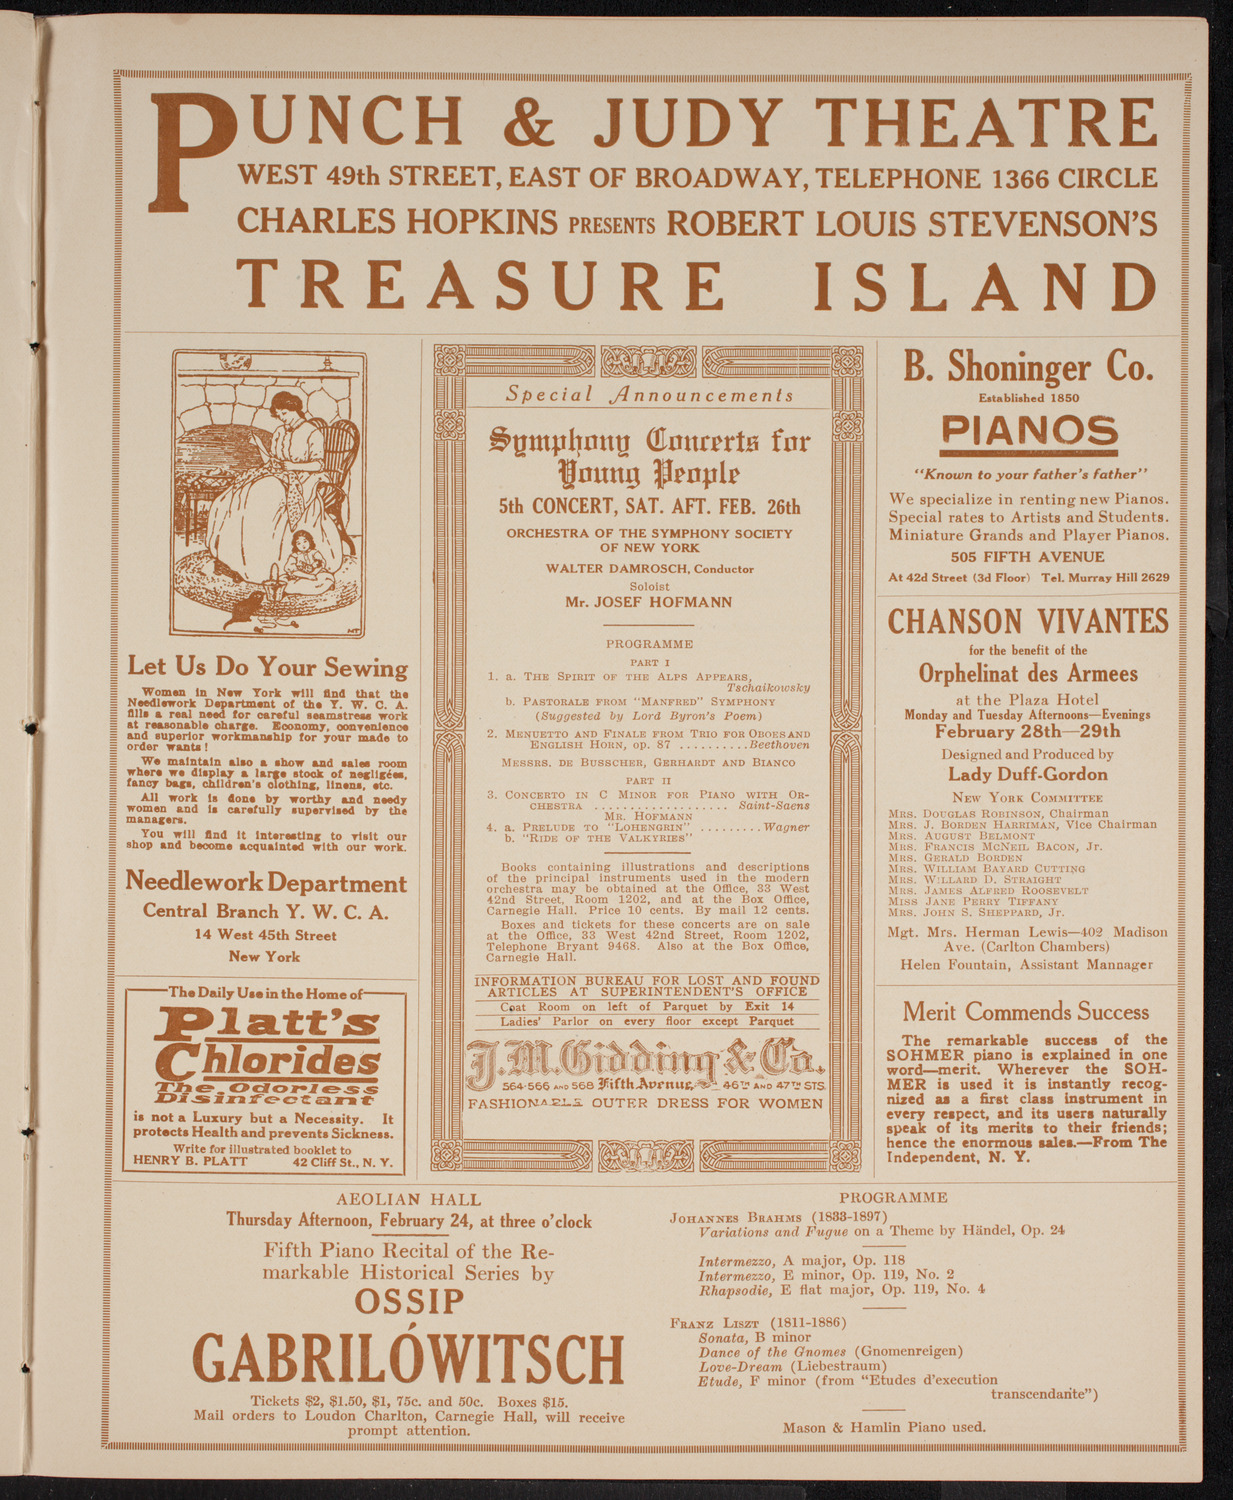 PUNCH & JUDY THEATRE
WEST 49th STREET, EAST OF BROADWAY, TELEPHONE 1366 CIRCLE
CHARLES HOPKINS PRESENTS ROBERT LOUIS STEVENSON'S
TREASURE ISLAND
Let Us Do Your Sewing
Women in New York will find that the
Needlework Department of the Y. W. C. A.
fills a real need for careful seamstress work
at reasonable charge. Economy, convenience
and superior workmanship for your made to
order wants!
We maintain also a show and sales room
where we display a large stock of negligées,
fancy bags, children's clothing, linens, etc.
All work is done by worthy and needy
women and is carefully supervised by the
managers.
You will find it interesting to visit our
shop and become acquainted with our work.
Needlework Department
Central Branch Y. W. C. A.
14 West 45th Street
New York
The Daily Use in the Home of
Platt's
Chlorides
The Odorless
Disinfectant
is not a Luxury but a Necessity. It
protects Health and prevents Sickness.
Write for illustrated booklet to
HENRY B. PLATT 42 Cliff St., N. Y.
Special Announcements
Symphony Concerts for
Young People
5th CONCERT, SAT. AFT. FEB. 26th
ORCHESTRA OF THE SYMPHONY SOCIETY
OF NEW YORK
WALTER DAMROSCH, Conductor
Soloist
Mr. JOSEF HOFMANN
PROGRAMME
PART I
1. a. THE SPIRIT OF THE ALPS APPEARS,
Tschaikowsky
b. PASTORALE FROM "MANFRED" SYMPHONY
(Suggested by Lord Byron's Poem)
2. MENUETTO AND FINALE FROM TRIO FOR OBOES AND
ENGLISH HORN, op. 87 ..........Beethoven
MESSRS. DE BUSSCHER, GERHARDT AND BIANCO
PART II
3. CONCERTO IN C MINOR FOR PIANO WITH OR-
CHESTRA .................. Saint-Saens
MR. HOFMANN
4. a. PRELUDE TO "LOHENGRIN" .........Wagner
b. "RIDE OF THE VALKYRIES"
Books containing illustrations and descriptions
of the principal instruments used in the modern
orchestra may be obtained at the Office, 33 West
42nd Street, Room 1202, and at the Box Office,
Carnegie Hall. Price 10 cents. By mail 12 cents.
Boxes and tickets for these concerts are on sale
at the Office, 33 West 42nd Street, Room 1202,
Telephone Bryant 9468. Also at the Box Office,
Carnegie Hall.
INFORMATION BUREAU FOR LOST AND FOUND
ARTICLES AT SUPERINTENDENT'S OFFICE
Coat Room on left of Parquet by Exit 14
Ladies' Parlor on every floor except Parquet
J.M. Gidding & Co.
564-566 AND 568 Fifth Avenue, 46TH AND 47TH STS.
FASHIONABLE OUTER DRESS FOR WOMEN
B. Shoninger Co.
Established 1850
PIANOS
"Known to your father's father"
We specialize in renting new Pianos.
Special rates to Artists and Students.
Miniature Grands and Player Pianos.
505 FIFTH AVENUE
At 42d Street (3d Floor) Tel. Murray Hill 2629
CHANSON VIVANTES
for the benefit of the
Orphelinat des Armees
at the Plaza Hotel
Monday and Tuesday Afternoons—Evenings
February 28th—29th
Designed and Produced by
Lady Duff-Gordon
NEW YORK COMMITTEE
MRS. DOUGLAS ROBINSON, Chairman
MRS. J. BORDEN HARRIMAN, Vice Chairman
MRS. AUGUST BELMONT
MRS. FRANCIS MCNEIL BACON, Jr.
MRS. GERALD BORDEN
MRS. WILLIAM BAYARD CUTTING
MRS. WILLARD D. STRAIGHT
MRS. JAMES ALFRED ROOSEVELT
MISS JANE PERRY TIFFANY
MRS. JOHN S. SHEPPARD, Jr.
Mgt. Mrs. Herman Lewis—402 Madison
Ave. (Carlton Chambers)
Helen Fountain, Assistant Mannager
Merit Commends Success
The remarkable success of the
SOHMER piano is explained in one
word—merit. Wherever the SOH-
MER is used it is instantly recog-
nized as a first class instrument in
every respect, and its users naturally
speak of its merits to their friends;
hence the enormous sales.—From The
Independent, N. Y.
AEOLIAN HALL
Thursday Afternoon, February 24, at three o'clock
Fifth Piano Recital of the Re-
markable Historical Series by
OSSIP
GABRILÓWITSCH
Tickets $2, $1.50, $1, 75c. and 50c. Boxes $15.
Mail orders to Loudon Charlton, Carnegie Hall, will receive
prompt attention.
PROGRAMME
JOHANNES BRAHMS (1833-1897)
Variations and Fugue on a Theme by Händel, Op. 24
Intermezzo, A major, Op. 118
Intermezzo, E minor, Op. 119, No. 2
Rhapsodie, E flat major, Op. 119, No. 4
FRANZ LISZT (1811-1886)
Sonata, B minor
Dance of the Gnomes (Gnomenreigen)
Love-Dream (Liebestraum)
Etude, F minor (from "Etudes d'execution
transcendante")
Mason & Hamlin Piano used.